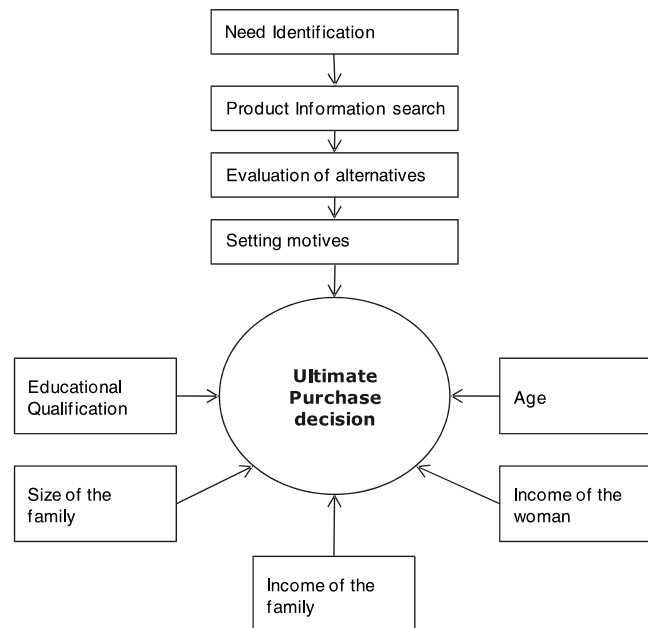 Need Identification
Product Information search
Evaluation of alternatives
Setting motives
Ultimate
Purchase
decision
Educational
Qualification
Age
Size of the
family
Income of the
woman
Income of the
family